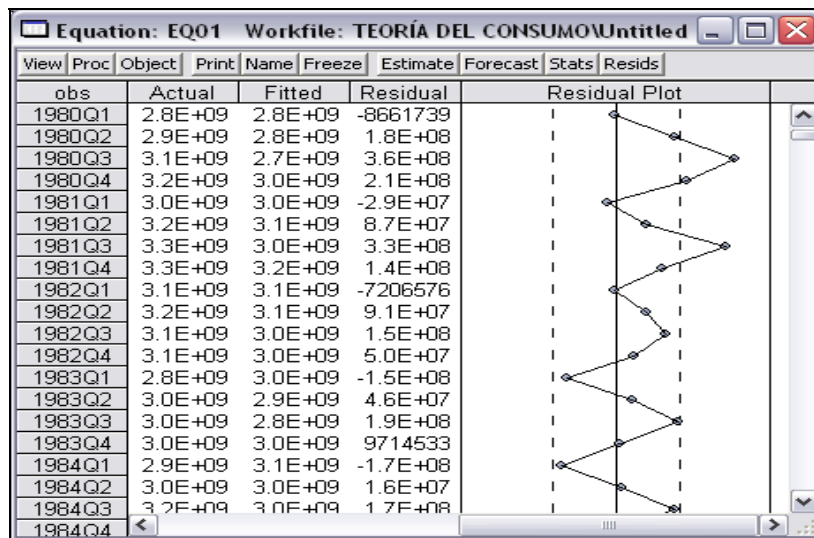 Equation: EQ01 Workfile: TEORÍA DEL CONSUMO\Untitled
View Proc Object Print Name Freeze Estimate Forecast Stats Resids
obs Actual Fitted Residual Residual Plot
1980Q1 2.8E+09 2.8E+09 -8661739
1980Q2 2.9E+09 2.8E+09 1.8E+08
1980Q3 3.1E+09 2.7E+09 3.6E+08
1980Q4 3.2E+09 3.0E+09 2.1E+08
1981Q1 3.0E+09 3.0E+09 -2.9E+07
1981Q2 3.2E+09 3.1E+09 8.7E+07
1981Q3 3.3E+09 3.0E+09 3.3E+08
1981Q4 3.3E+09 3.2E+09 1.4E+08
1982Q1 3.1E+09 3.1E+09 -7206576
1982Q2 3.2E+09 3.1E+09 9.1E+07
1982Q3 3.1E+09 3.0E+09 1.5E+08
1982Q4 3.1E+09 3.0E+09 5.0E+07
1983Q1 2.8E+09 3.0E+09 -1.5E+08
1983Q2 3.0E+09 2.9E+09 4.6E+07
1983Q3 3.0E+09 2.8E+09 1.9E+08
1983Q4 3.0E+09 3.0E+09 9714533
1984Q1 2.9E+09 3.1E+09 -1.7E+08
1984Q2 3.0E+09 3.0E+09 1.6E+07
1984Q3 3.2E+09 3.0E+09 1.7E+08
1984Q4